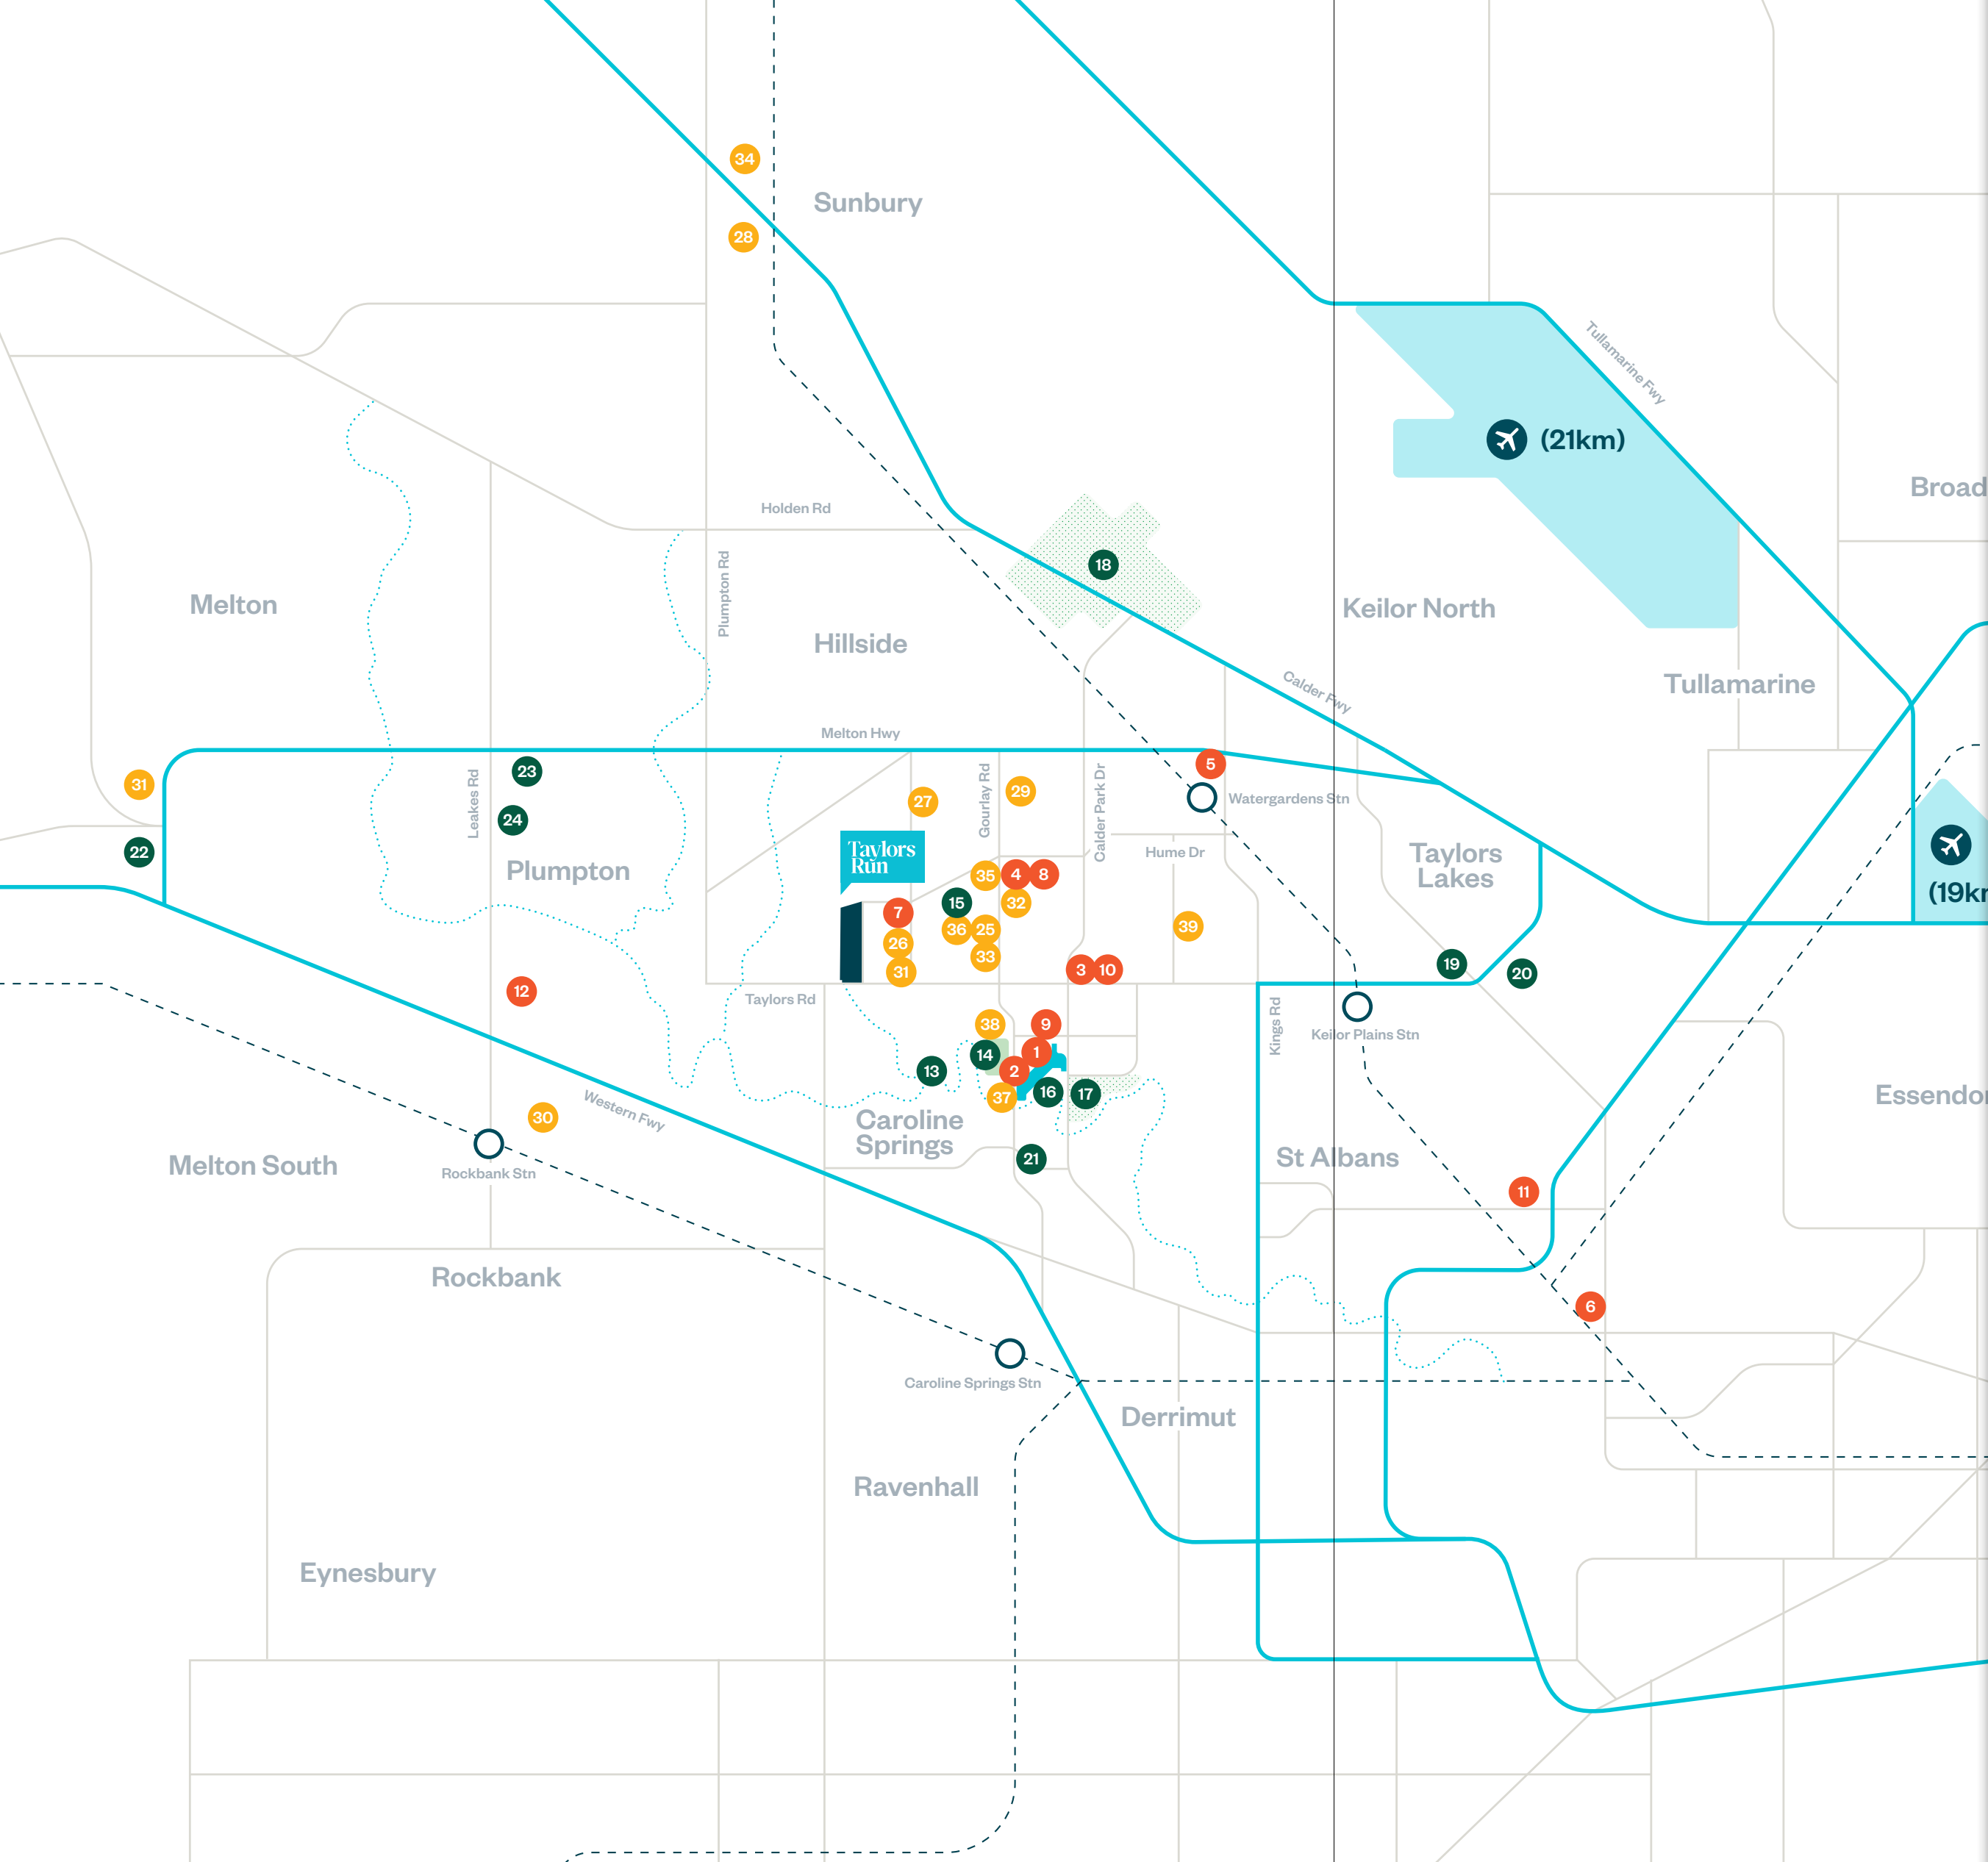 34
Sunbury
28
Tullamarine Fwy
(21km)
Broad
Holden Rd
Plumpton Rd
18
Melton
Keilor North
Hillside
Tullamarine
Calder Fwy
Melton Hwy
5
23
31
Leakes Rd
27
Gourlay Rd
29
Calder Park Dr
Watergardens Stn
24
22
Taylors
Run
Hume Dr
Taylors
Lakes
Plumpton
35
4
8
(19k
15
32
7
36
25
39
26
33
31
3
10
19
20
12
Taylors Rd
38
9
Kings Rd
Keilor Plains Stn
14
1
13
2
37
16
17
Essendo
Western Fwy
30
Caroline
Springs
21
St Albans
Melton South
Rockbank Stn
11
Rockbank
6
Caroline Springs Stn
Derrimut
Ravenhall
Eynesbury